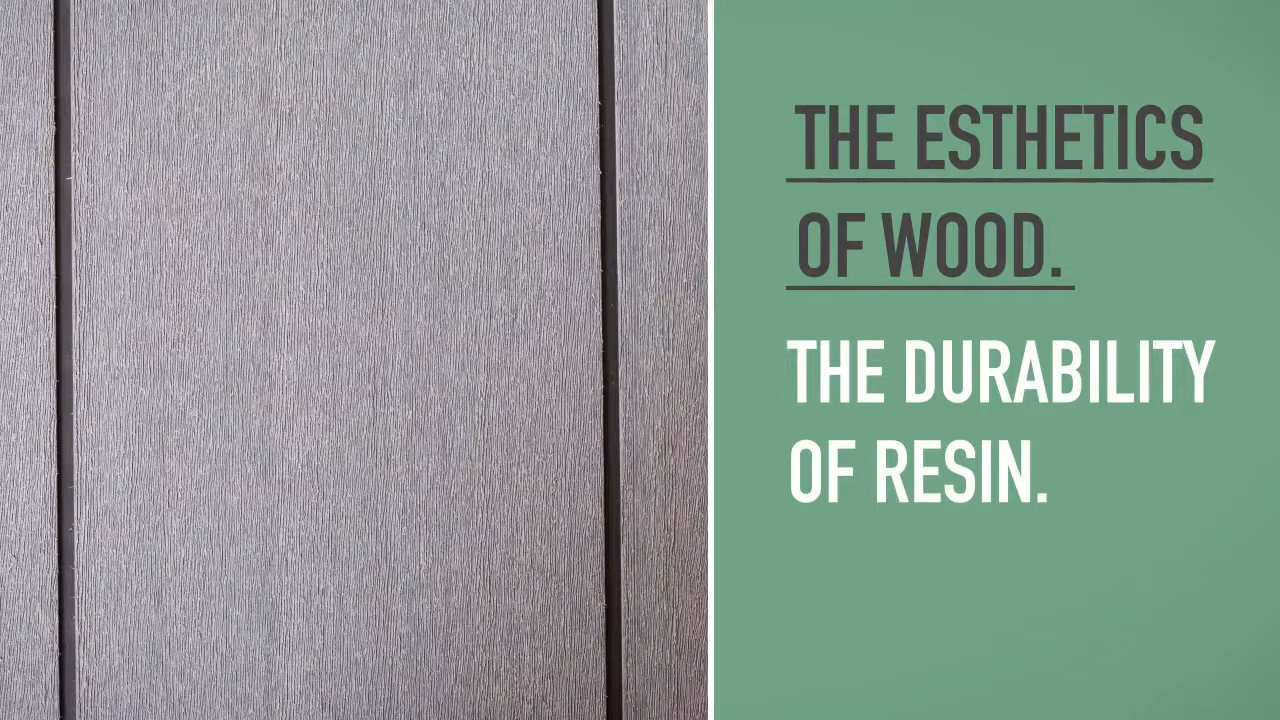 THE ESTHETICS
OF WOOD.
THE DURABILITY
OF RESIN.